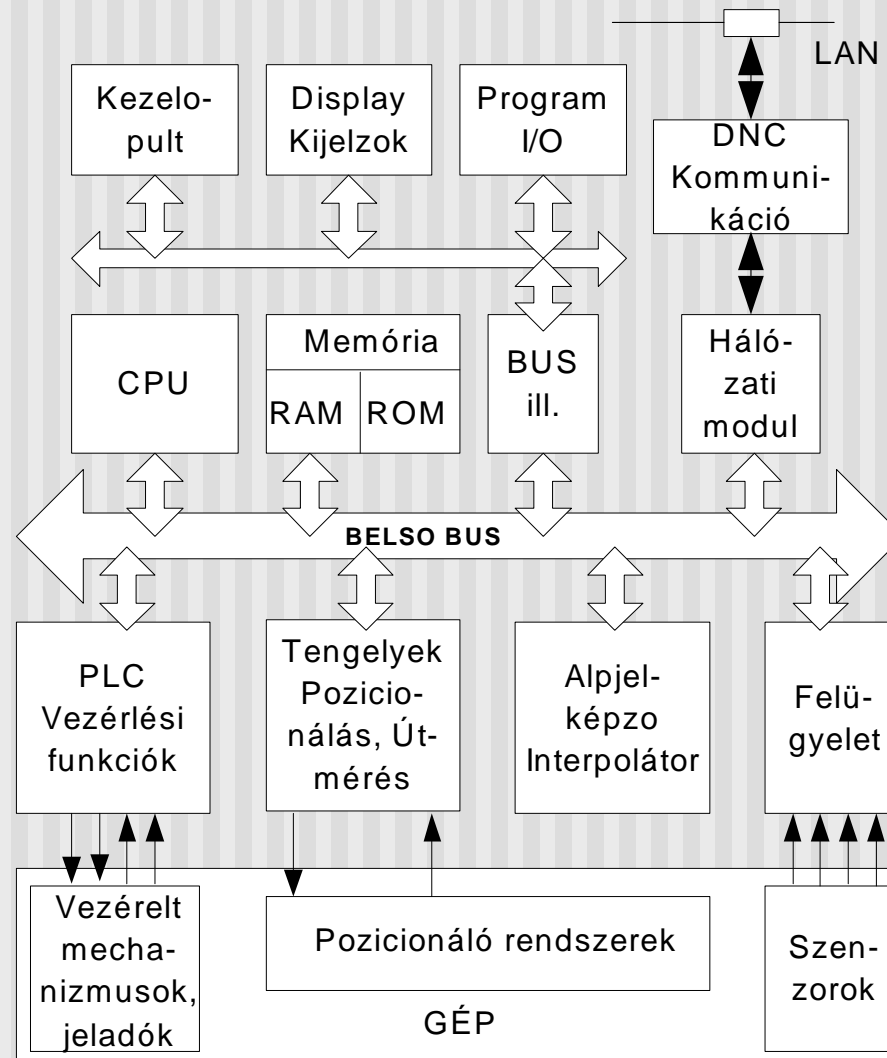 LAN
Kezelo-
pult
Display
Kijelzok
Program
I/O
DNC
Kommuni-
káció
CPU
Memória
RAM
ROM
BUS
ill.
Háló-
zati
modul
BELSO BUS
PLC
Vezérlési
funkciók
Tengelyek
Pozicio-
nálás, Út-
mérés
Alpjel-
képzo
Interpolátor
Felü-
gyelet
Vezérelt
mecha-
nizmusok,
jeladók
Pozicionáló rendszerek
GÉP
Szen-
zorok